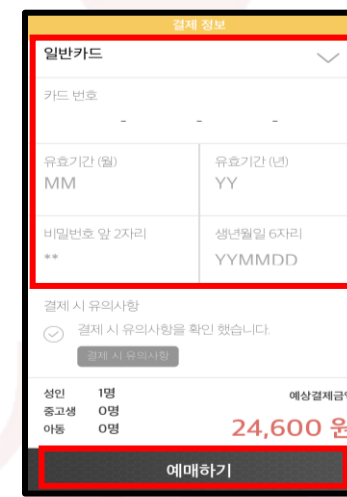 결제 정보
일반카드
카드 번호
- - -
유효기간 (월) 유효기간 (년)
MM YY
비밀번호 앞 2자리 생년월일 6자리
** YYMMDD
결제 시 유의사항
결제 시 유의사항을 확인 했습니다.
결제 시 유의사항
성인 1명 예상결제금액
중고생 0명
아동 0명 24,600 원
예매하기